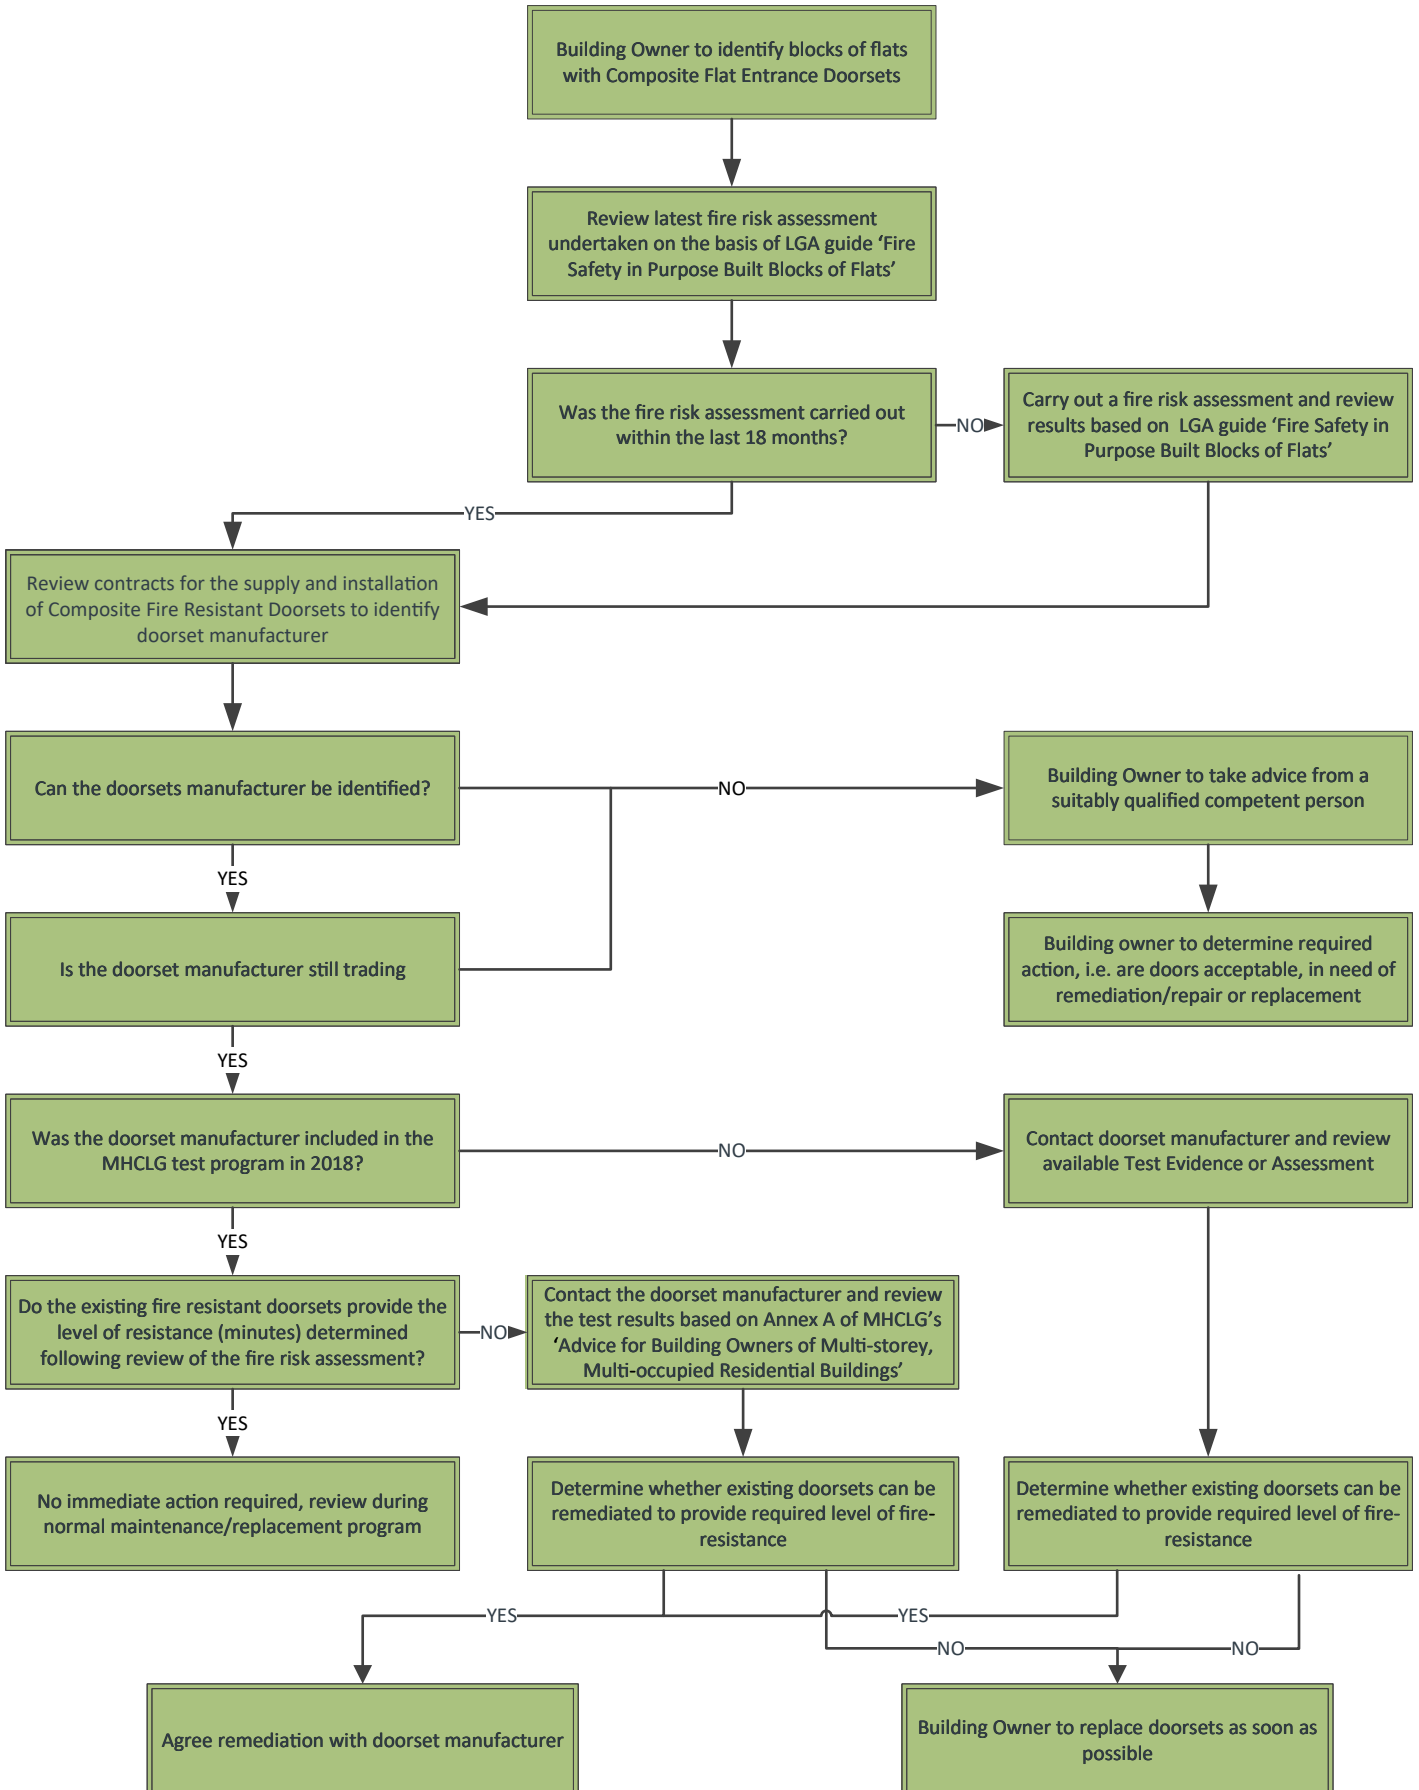 Building Owner to identify blocks of flats
with Composite Flat Entrance Doorsets
Review latest fire risk assessment
undertaken on the basis of LGA guide ‘Fire
Safety in Purpose Built Blocks of Flats’
Was the fire risk assessment carried out
within the last 18 months?
NO
Carry out a fire risk assessment and review
results based on LGA guide ‘Fire Safety in
Purpose Built Blocks of Flats’
YES
Review contracts for the supply and installation
of Composite Fire Resistant Doorsets to identify
doorset manufacturer
Can the doorsets manufacturer be identified?
NO
Building Owner to take advice from a
suitably qualified competent person
YES
Is the doorset manufacturer still trading
Building owner to determine required
action, i.e. are doors acceptable, in need of
remediation/repair or replacement
YES
Was the doorset manufacturer included in the
MHCLG test program in 2018?
NO
Contact doorset manufacturer and review
available Test Evidence or Assessment
YES
Do the existing fire resistant doorsets provide the
level of resistance (minutes) determined
following review of the fire risk assessment?
NO
Contact the doorset manufacturer and review
the test results based on Annex A of MHCLG’s
‘Advice for Building Owners of Multi-storey,
Multi-occupied Residential Buildings’
YES
No immediate action required, review during
normal maintenance/replacement program
Determine whether existing doorsets can be
remediated to provide required level of fire-
resistance
Determine whether existing doorsets can be
remediated to provide required level of fire-
resistance
YES
YES
NO
NO
Agree remediation with doorset manufacturer
Building Owner to replace doorsets as soon as
possible